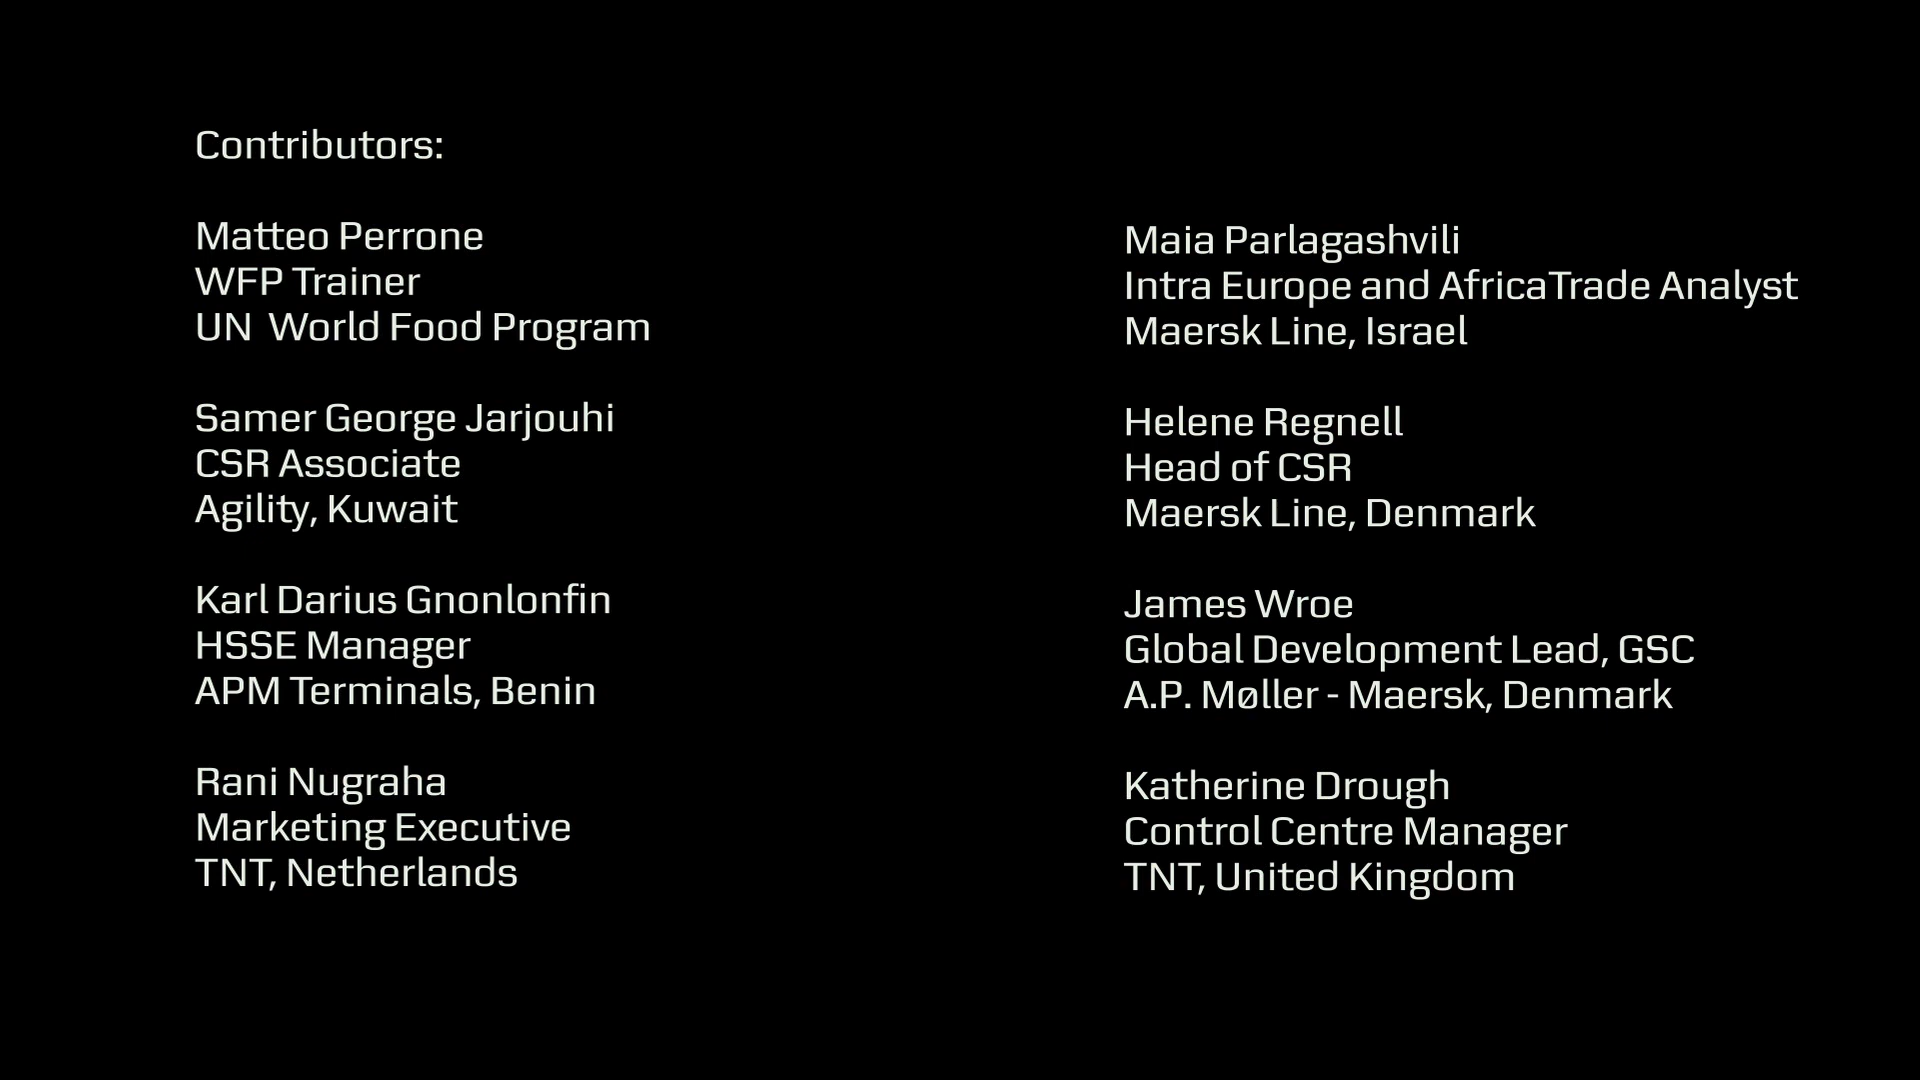 Contributors:
Matteo Perrone
WFP Trainer
UN  World Food Program
Samer George Jarjouhi
CSR Associate
Agility, Kuwait
Karl Darius Gnonlonfin
HSSE Manager
APM Terminals, Benin
Rani Nugraha
Marketing Executive
TNT, Netherlands
Maia Parlagashvili
Intra Europe and AfricaTrade Analyst
Maersk Line, Israel
Helene Regnell
Head of CSR
Maersk Line, Denmark
James Wroe
Global Development Lead, GSC
A.P. Møller - Maersk, Denmark
Katherine Drough
Control Centre Manager
TNT, United Kingdom